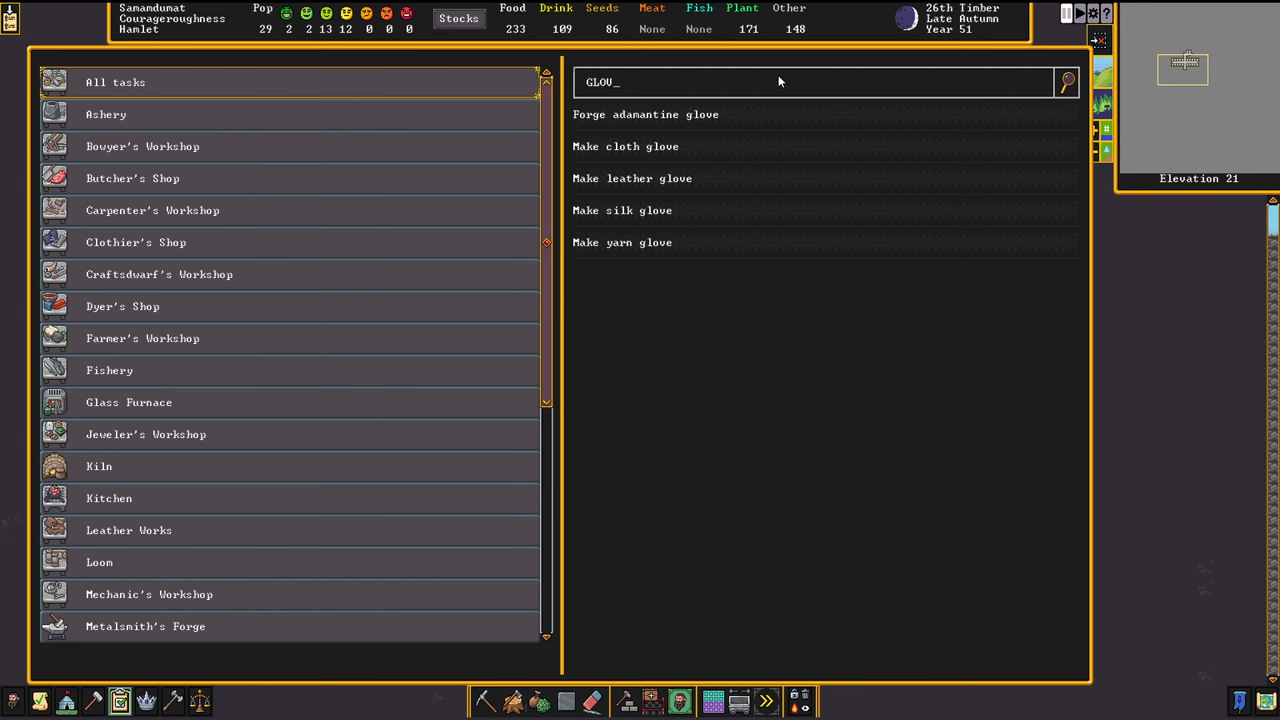 Samandumat
Courageroughness
Hamlet
Pop
29 2 2 13 12 0 0 0
Stocks
Food Drink Seeds Meat Fish Plant Other
233 109 86 None None 171 148
26th Timber
Late Autumn
Year 51
Elevation 21
All tasks
Ashery
Bowyer's Workshop
Butcher's Shop
Carpenter's Workshop
Clothier's Shop
Craftsdwarf's Workshop
Dyer's Shop
Farmer's Workshop
Fishery
Glass Furnace
Jeweler's Workshop
Kiln
Kitchen
Leather Works
Loom
Mechanic's Workshop
Metalsmith's Forge
GLOU_
Forge adamantine glove
Make cloth glove
Make leather glove
Make silk glove
Make yarn glove